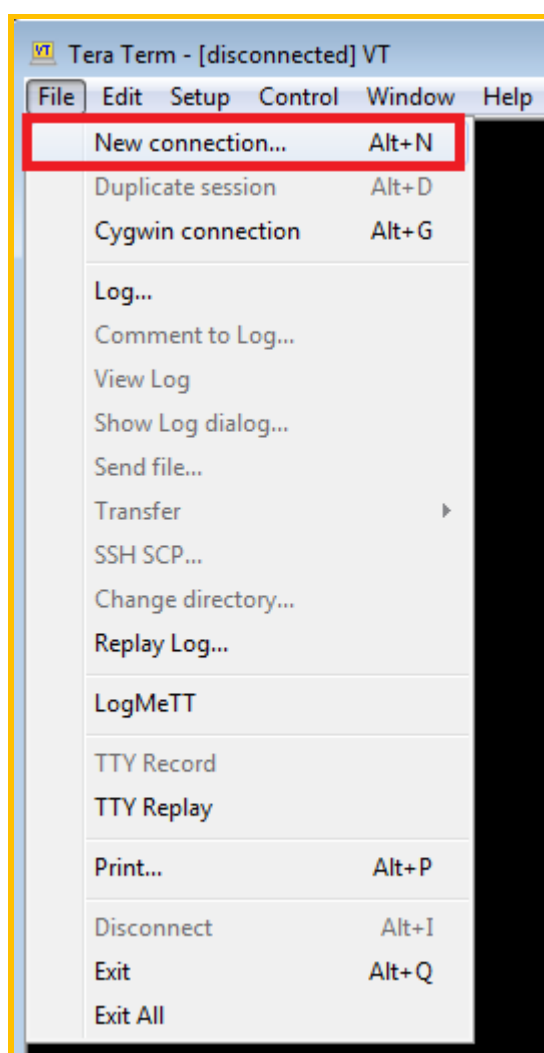 VT Tera Term - [disconnected] VT
File Edit Setup Control Window Help
New connection... Alt+N
Duplicate session Alt+D
Cygwin connection Alt+G
Log...
Comment to Log...
View Log
Show Log dialog...
Send file...
Transfer
SSH SCP...
Change directory...
Replay Log...
LogMeTT
TTY Record
TTY Replay
Print... Alt+P
Disconnect Alt+I
Exit Alt+Q
Exit All